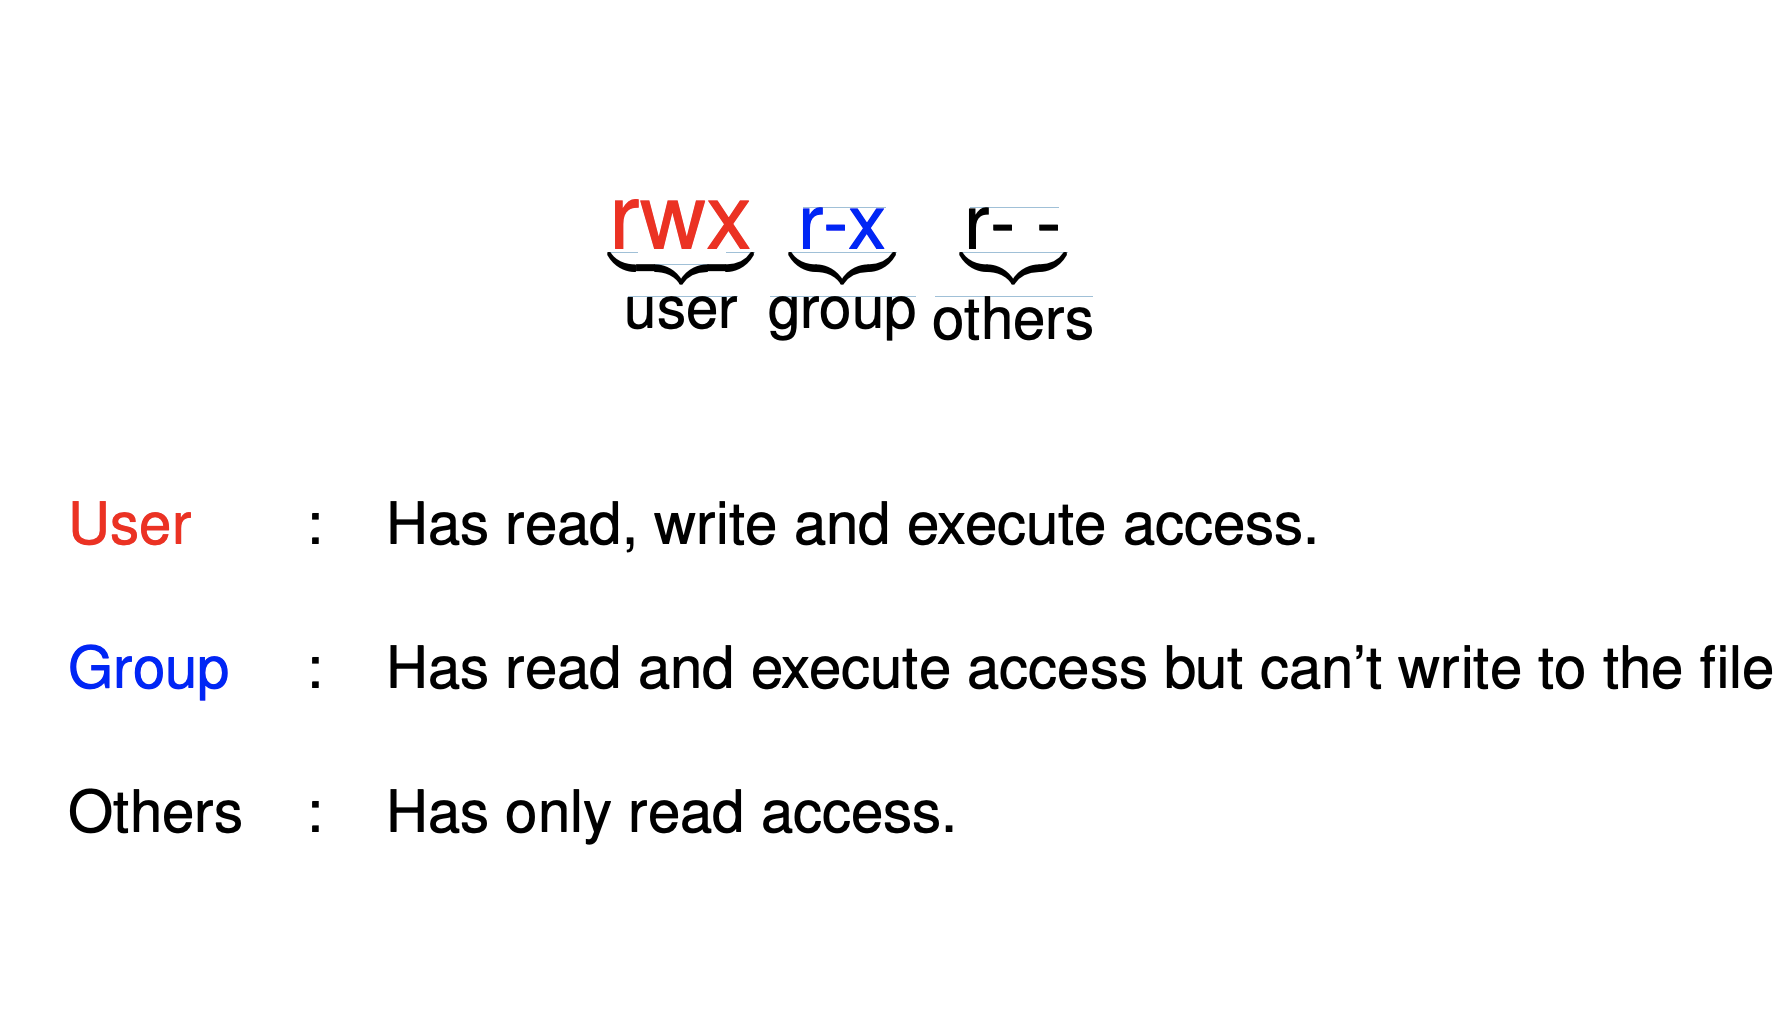 rwx r-x r- -
user group others
User : Has read, write and execute access.
Group : Has read and execute access but can’t write to the file
Others : Has only read access.